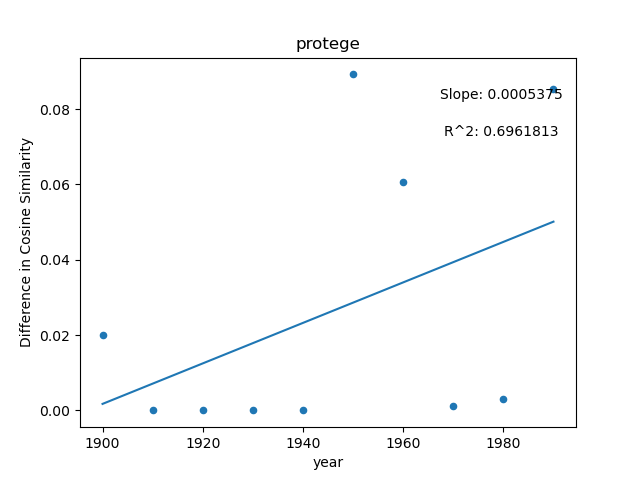 protege
Slope: 0.0005375
R^2: 0.6961813
Difference in Cosine Similarity
0.08
0.06
0.04
0.02
0.00
1900 1920 1940 1960 1980
year